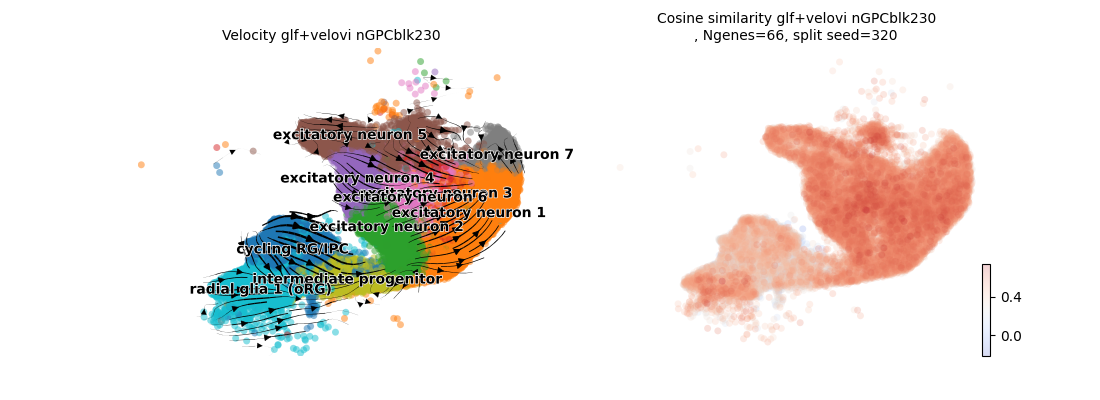 Velocity glf+velovi nGPCblk230
Cosine similarity glf+velovi nGPCblk230
, Ngenes=66, split seed=320
excitatory neuron 5
excitatory neuron 7
excitatory neuron 4
excitatory neuron 3
excitatory neuron 6
excitatory neuron 1
excitatory neuron 2
cycling RG/IPC
intermediate progenitor
radial glia 1 (oRG)
0.4
0.0